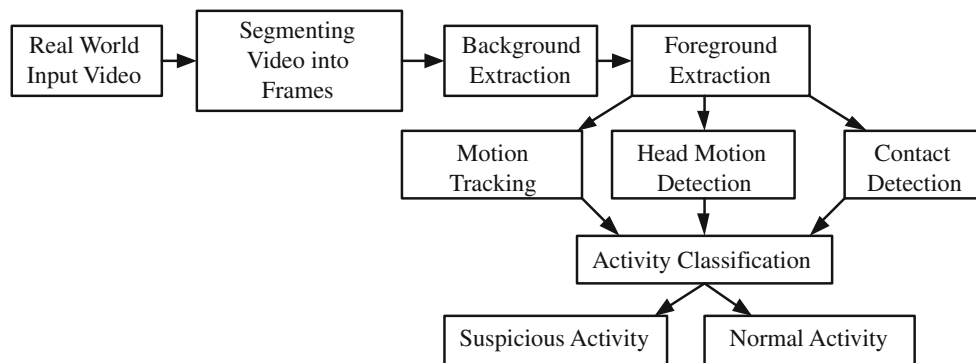 Real World
Input Video
Segmenting
Video into
Frames
Background
Extraction
Foreground
Extraction
Motion
Tracking
Head Motion
Detection
Contact
Detection
Activity Classification
Suspicious Activity
Normal Activity